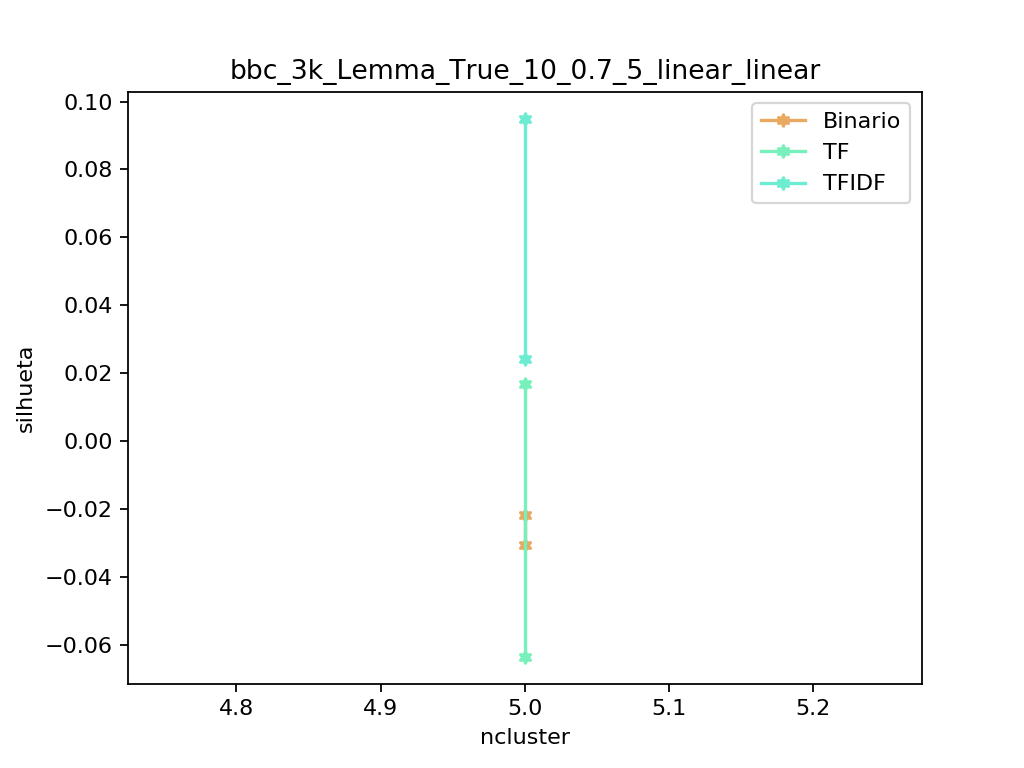 bbc_3k_Lemma_True_10_0.7_5_linear_linear
Binario
TF
TFIDF
0.10
0.08
0.06
0.04
0.02
0.00
−0.02
−0.04
−0.06
silhueta
4.8 4.9 5.0 5.1 5.2
ncluster